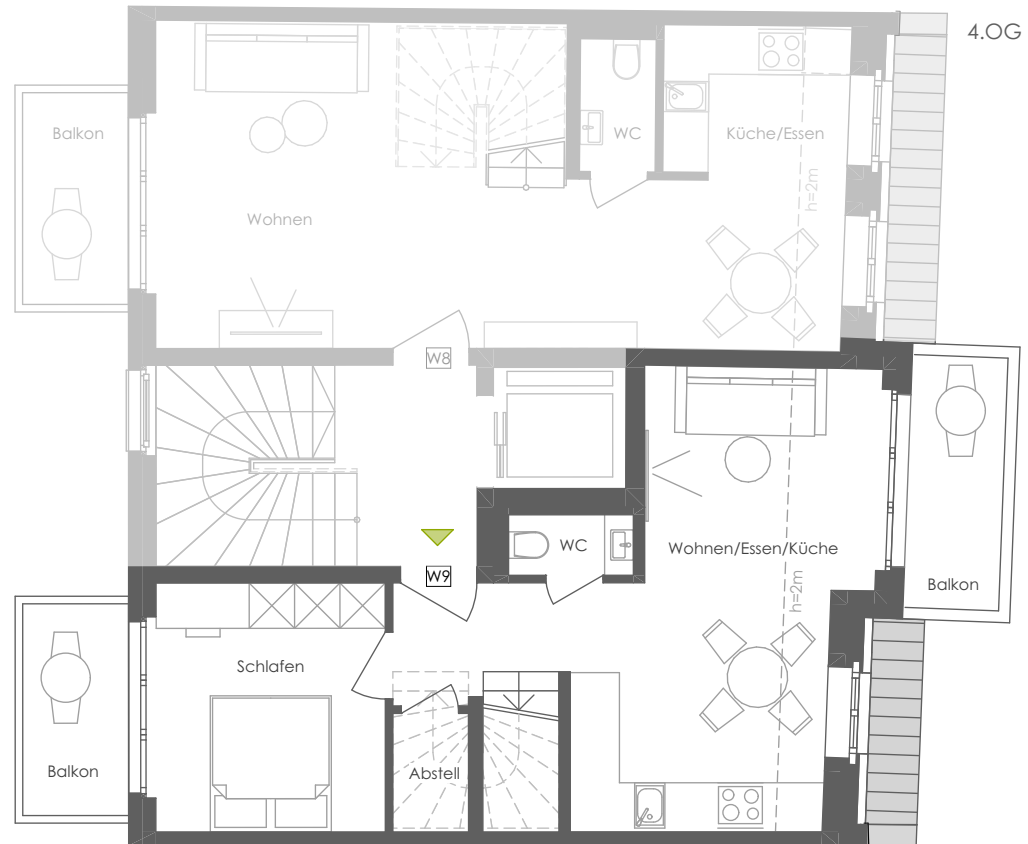 4.OG
Balkon
WC
Küche/Essen
h=2m
Wohnen
W8
WC
Wohnen/Essen/Küche
W9
h=2m
Balkon
Schlafen
Balkon
Abstell